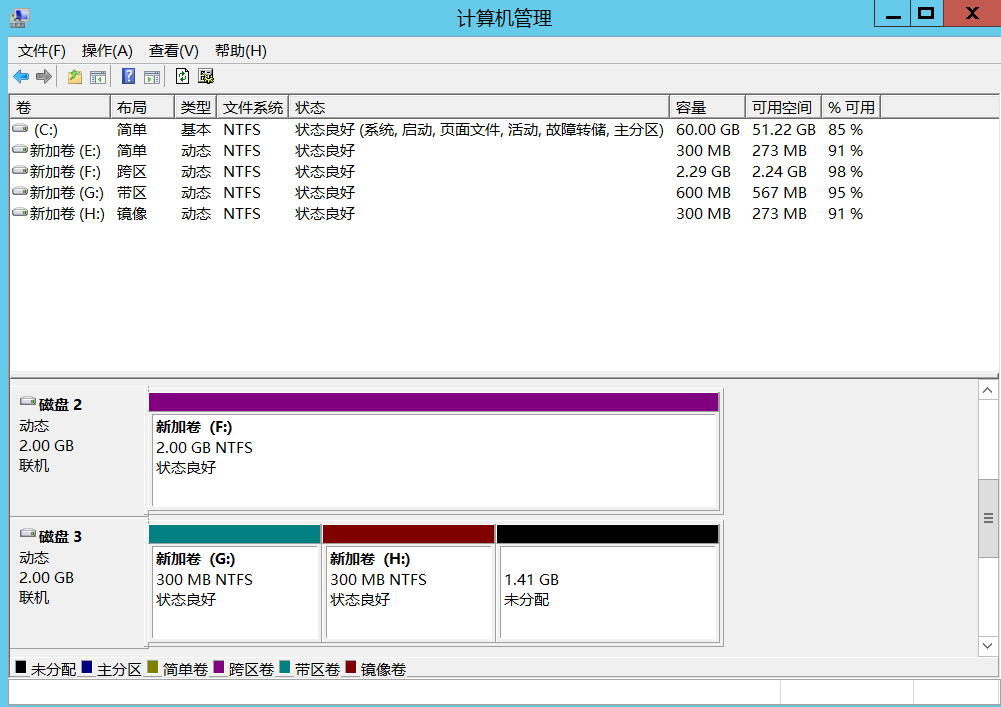 计算机管理
文件(F) 操作(A) 查看(V) 帮助(H)
卷 布局 类型 文件系统 状态 容量 可用空间 % 可用
(C:) 简单 基本 NTFS 状态良好 (系统, 启动, 页面文件, 活动, 故障转储, 主分区) 60.00 GB 51.22 GB 85 %
新加卷 (E:) 简单 动态 NTFS 状态良好 300 MB 273 MB 91 %
新加卷 (F:) 跨区 动态 NTFS 状态良好 2.29 GB 2.24 GB 98 %
新加卷 (G:) 带区 动态 NTFS 状态良好 600 MB 567 MB 95 %
新加卷 (H:) 镜像 动态 NTFS 状态良好 300 MB 273 MB 91 %
磁盘 2
动态
2.00 GB
联机
新加卷 (F:)
2.00 GB NTFS
状态良好
磁盘 3
动态
2.00 GB
联机
新加卷 (G:)
300 MB NTFS
状态良好
新加卷 (H:)
300 MB NTFS
状态良好
1.41 GB
未分配
未分配 主分区 简单卷 跨区卷 带区卷 镜像卷